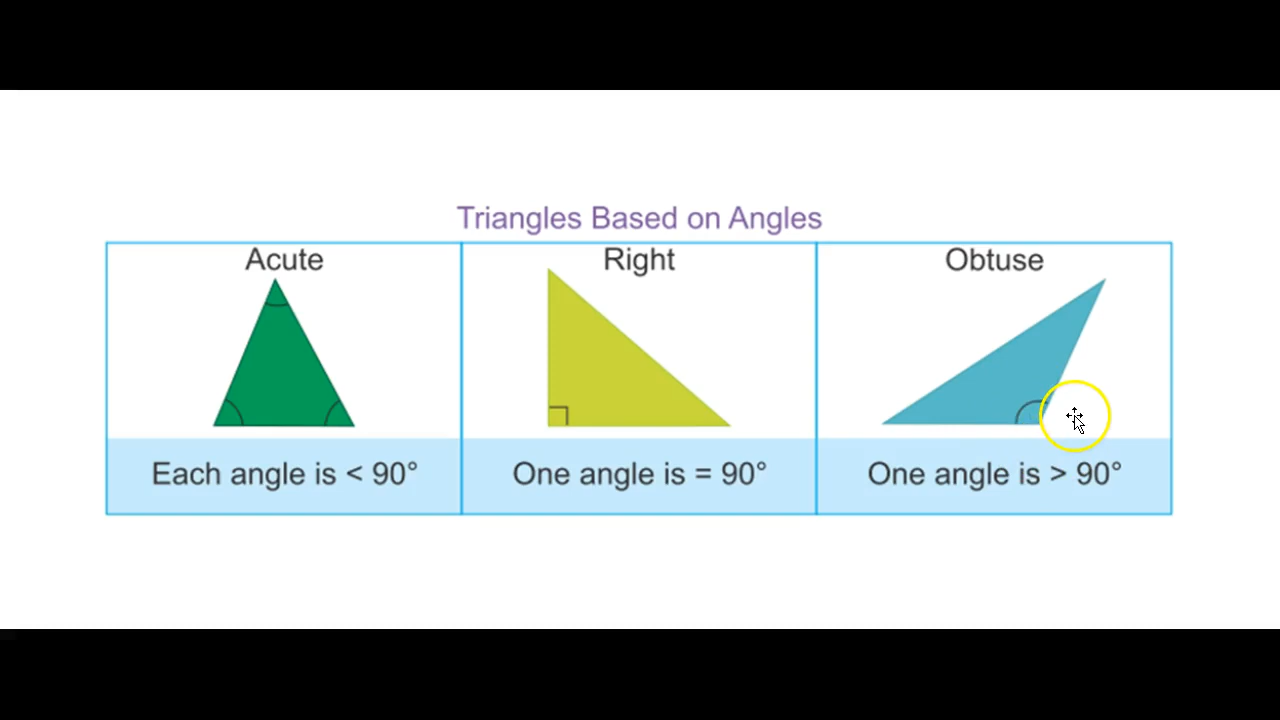 Triangles Based on Angles
Acute Right Obtuse
Each angle is < 90° One angle is = 90° One angle is > 90°